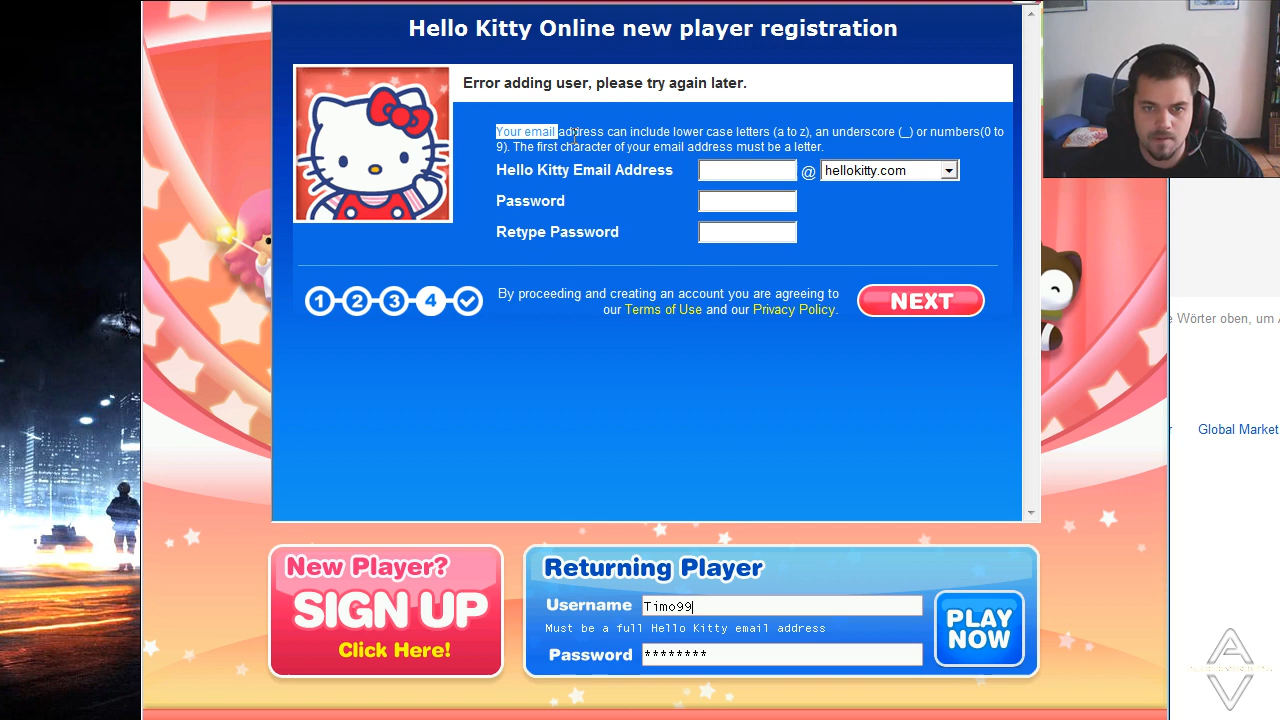 Hello Kitty Online new player registration
Error adding user, please try again later.
Your email address can include lower case letters (a to z), an underscore (_) or numbers(0 to
9). The first character of your email address must be a letter.
Hello Kitty Email Address
@
hellokitty.com
Password
Retype Password
1 2 3 4
By proceeding and creating an account you are agreeing to
our Terms of Use and our Privacy Policy.
NEXT
Wörter oben, um
Global Market
New Player?
SIGN UP
Click Here!
Returning Player
Username Timo99
Must be a full Hello Kitty email address
Password ********
PLAY
NOW